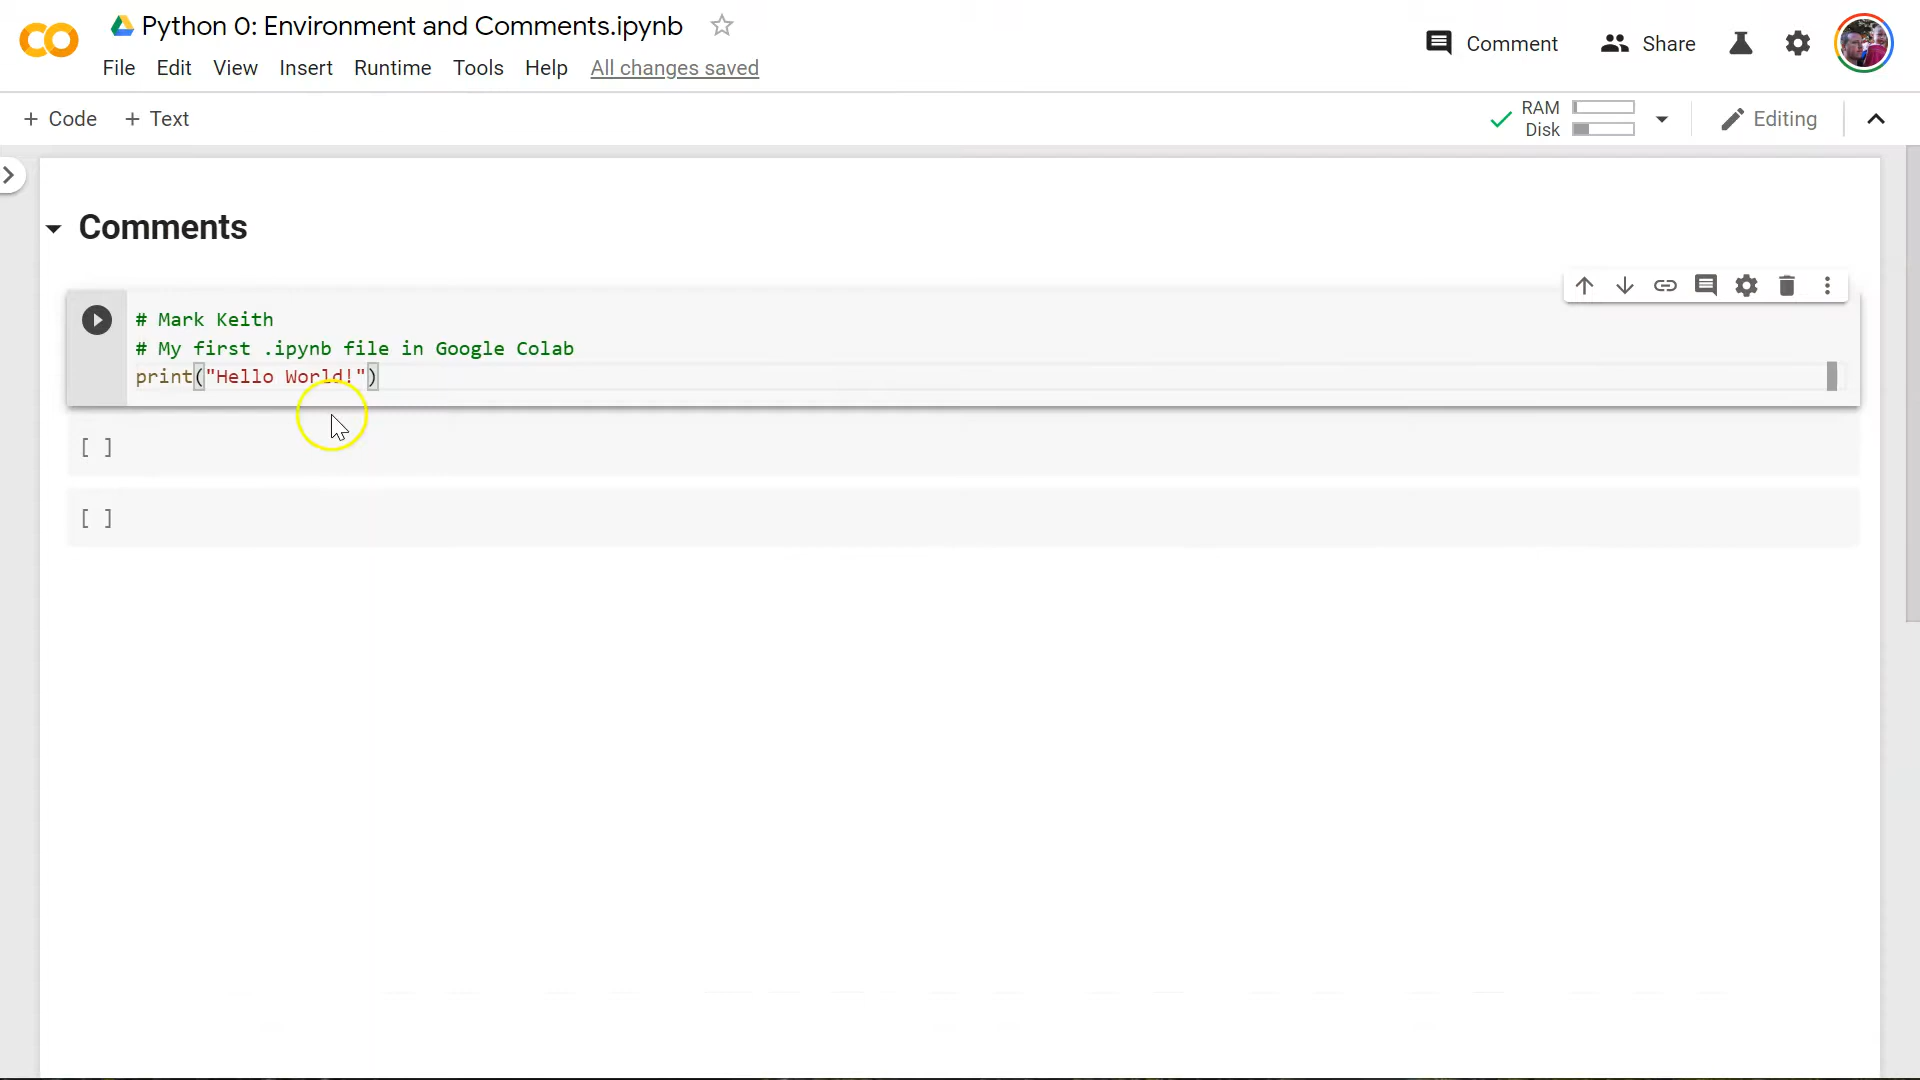 Python 0: Environment and Comments.ipynb
Comment
Share
File Edit View Insert Runtime Tools Help All changes saved
+ Code + Text
RAM
Disk
Editing
Comments
# Mark Keith
# My first .ipynb file in Google Colab
print("Hello World!")
[ ]
[ ]